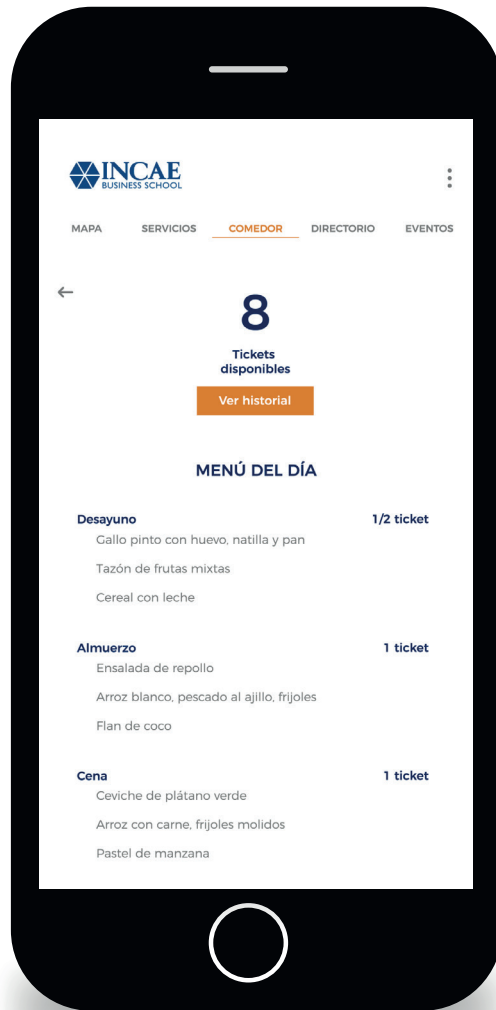 INCAE
BUSINESS SCHOOL
MAPA SERVICIOS COMEDOR DIRECTORIO EVENTOS
8
Tickets
disponibles
Ver historial
MENÚ DEL DÍA
Desayuno 1/2 ticket
Gallo pinto con huevo, natilla y pan
Tazón de frutas mixtas
Cereal con leche
Almuerzo 1 ticket
Ensalada de repollo
Arroz blanco, pescado al ajillo, frijoles
Flan de coco
Cena 1 ticket
Ceviche de plátano verde
Arroz con carne, frijoles molidos
Pastel de manzana